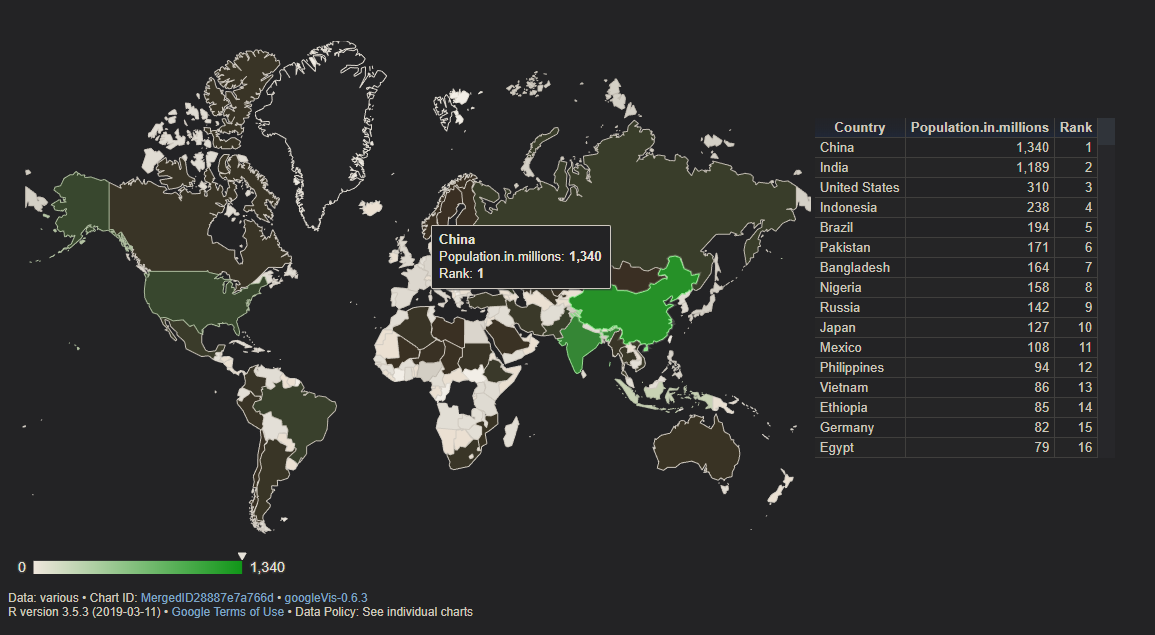 China
Population.in.millions: 1,340
Rank: 1
Country Population.in.millions Rank
China 1,340 1
India 1,189 2
United States 310 3
Indonesia 238 4
Brazil 194 5
Pakistan 171 6
Bangladesh 164 7
Nigeria 158 8
Russia 142 9
Japan 127 10
Mexico 108 11
Philippines 94 12
Vietnam 86 13
Ethiopia 85 14
Germany 82 15
Egypt 79 16
0 1,340
Data: various • Chart ID: MergedID28887e7a766d • googleVis-0.6.3
R version 3.5.3 (2019-03-11) • Google Terms of Use • Data Policy: See individual charts